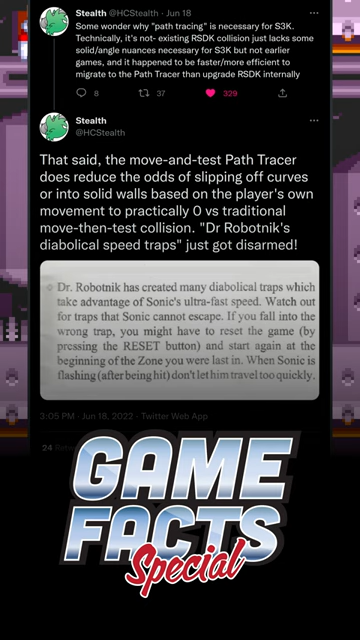 Stealth @HCStealth · Jun 18
Some wonder why "path tracing" is necessary for S3K.
Technically, it's not- existing RSDK collision just lacks some
solid/angle nuances necessary for S3K but not earlier
games, and it happened to be faster/more efficient to
migrate to the Path Tracer than upgrade RSDK internally
8 37 329
Stealth
@HCStealth
That said, the move-and-test Path Tracer
does reduce the odds of slipping off curves
or into solid walls based on the player's own
movement to practically 0 vs traditional
move-then-test collision. "Dr Robotnik's
diabolical speed traps" just got disarmed!
Dr. Robotnik has created many diabolical traps which
take advantage of Sonic's ultra-fast speed. Watch out
for traps that Sonic cannot escape. If you fall into the
wrong trap, you might have to reset the game (by
pressing the RESET button) and start again at the
beginning of the Zone you were last in. When Sonic is
flashing (after being hit) don't let him travel too quickly.
3:05 PM · Jun 18, 2022 · Twitter Web App
24
GAME
FACTS
Special